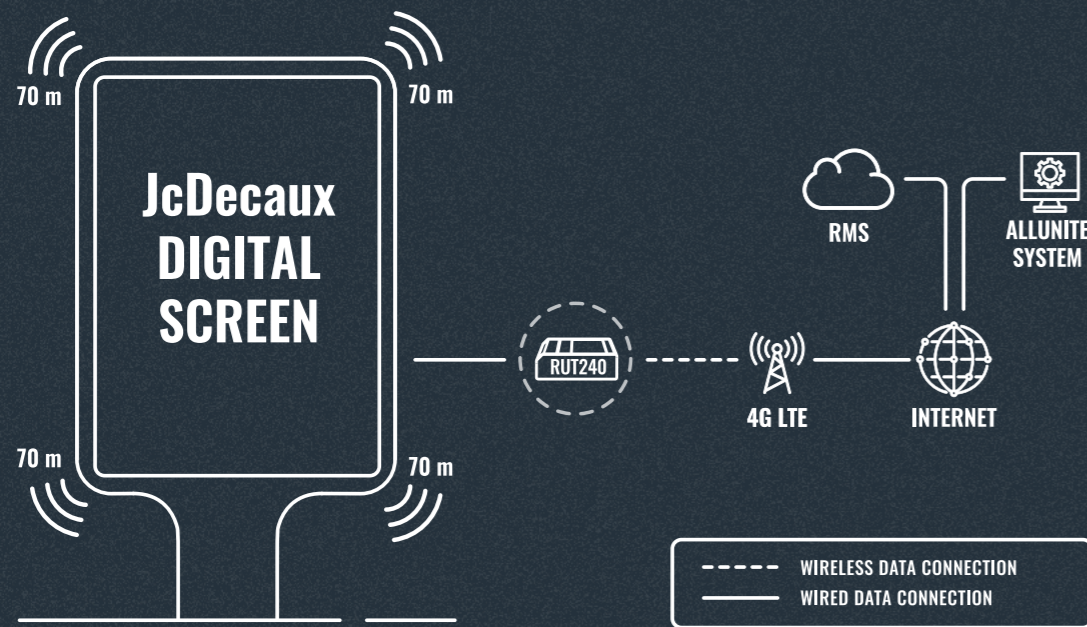 70 m
70 m
JcDecaux
DIGITAL
SCREEN
RMS
ALLUNITE
SYSTEM
RUT240
4G LTE
INTERNET
70 m
70 m
WIRELESS DATA CONNECTION
WIRED DATA CONNECTION